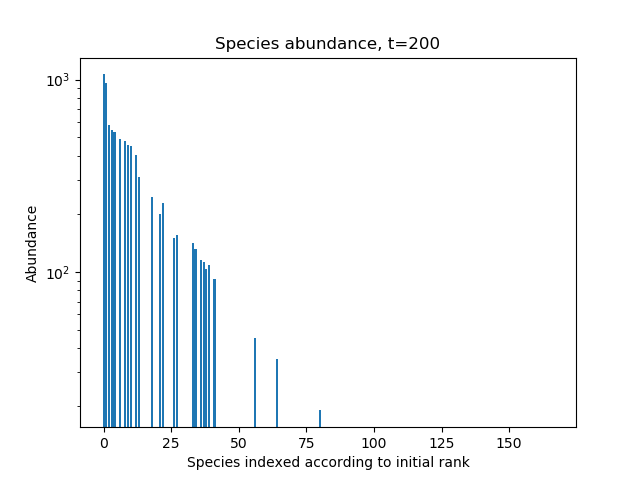 Species abundance, t=200
Abundance
10³
10²
0 25 50 75 100 125 150
Species indexed according to initial rank